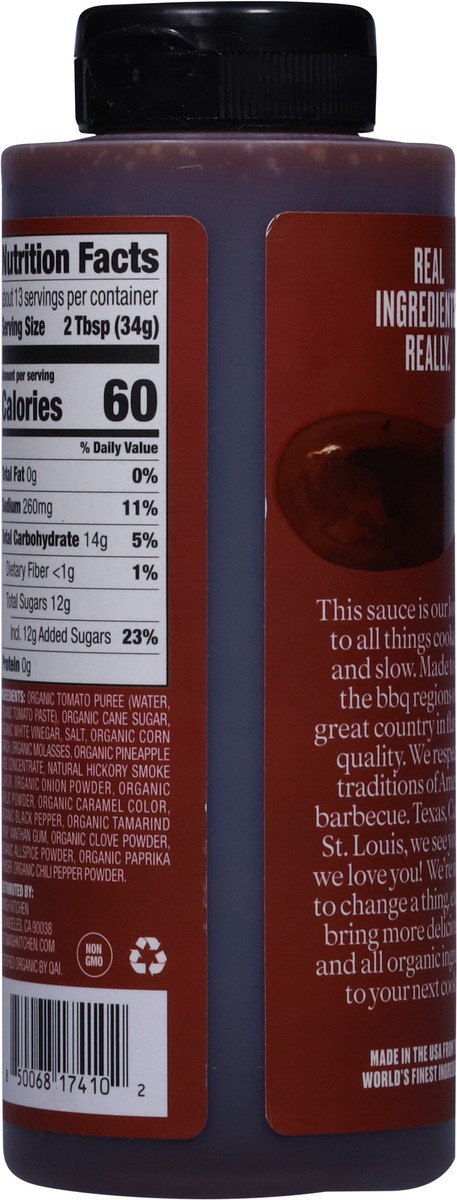 Nutrition Facts
about 13 servings per container
Serving Size 2 Tbsp (34g)
Amount per serving
Calories 60
% Daily Value
Total Fat 0g 0%
Sodium 260mg 11%
Total Carbohydrate 14g 5%
Dietary Fiber <1g 1%
Total Sugars 12g
Incl. 12g Added Sugars 23%
Protein 0g
INGREDIENTS: ORGANIC TOMATO PUREE (WATER,
TOMATO PASTE), ORGANIC CANE SUGAR,
WHITE VINEGAR, SALT, ORGANIC CORN
ORGANIC MOLASSES, ORGANIC PINEAPPLE
CONCENTRATE, NATURAL HICKORY SMOKE
ORGANIC ONION POWDER, ORGANIC
POWDER, ORGANIC CARAMEL COLOR,
BLACK PEPPER, ORGANIC TAMARIND
XANTHAN GUM, ORGANIC CLOVE POWDER,
ALLSPICE POWDER, ORGANIC PAPRIKA
ORGANIC CHILI PEPPER POWDER.
DISTRIBUTED BY:
KITCHEN
CA 90038
ORGANIC BY QAI.
NON
GMO
50068 17410 2
REAL
INGREDIENTS
REALLY.
This sauce is our
to all things
and slow. Made
the bbq regions
great country in
quality. We
traditions of
barbecue. Texas,
St. Louis, we see
we love you! We're
to change a thing,
bring more
and all organic
to your next
MADE IN THE USA FROM
WORLD'S FINEST